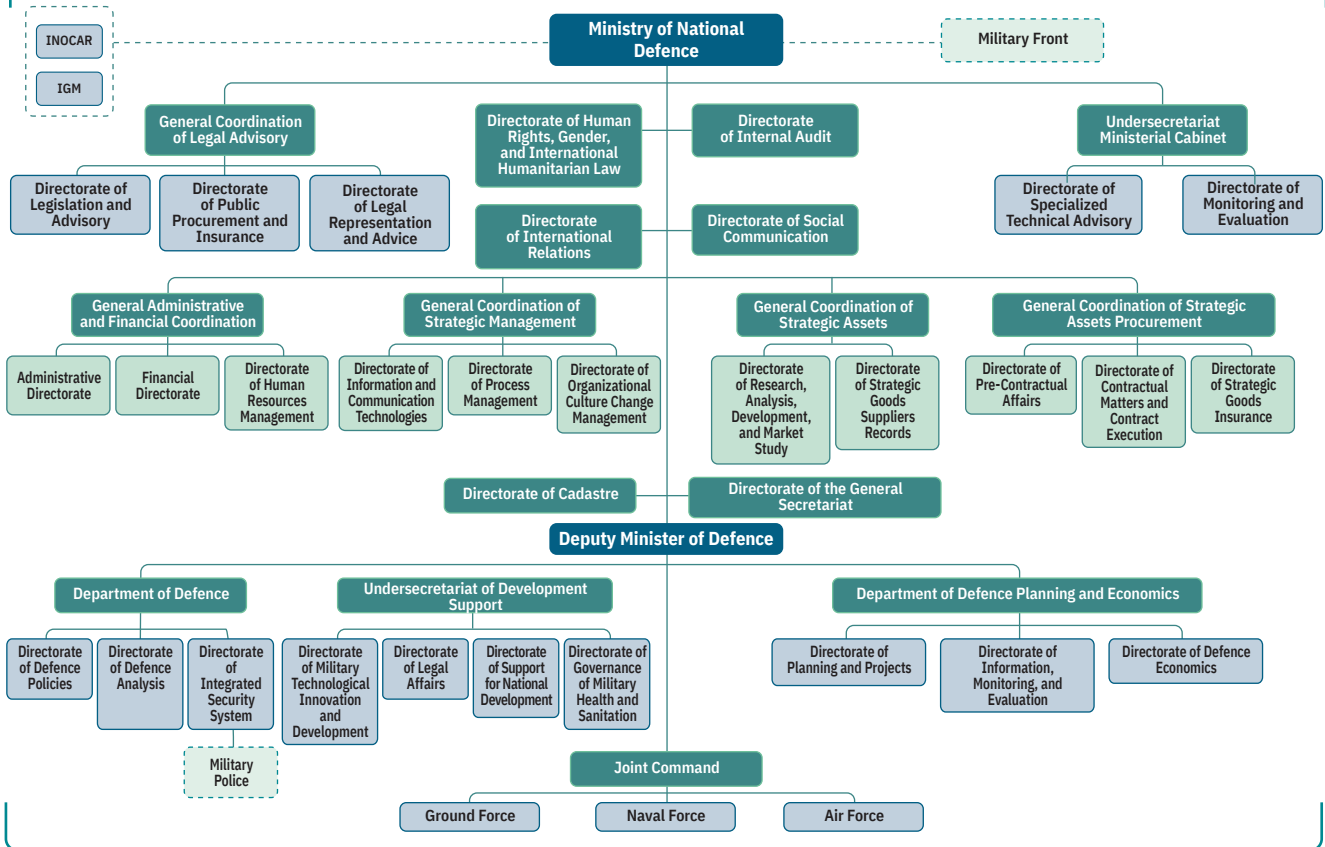 INOCAR
IGM
Ministry of National
Defence
Military Front
General Coordination
of Legal Advisory
Directorate of Human
Rights, Gender,
and International
Humanitarian Law
Directorate
of Internal Audit
Undersecretariat
Ministerial Cabinet
Directorate of
Legislation and
Advisory
Directorate
of Public
Procurement and
Insurance
Directorate
of Legal
Representation
and Advice
Directorate of
Specialized
Technical Advisory
Directorate of
Monitoring and
Evaluation
Directorate
of International
Relations
Directorate of Social
Communication
General Administrative
and Financial Coordination
General Coordination of
Strategic Management
General Coordination of
Strategic Assets
General Coordination of Strategic
Assets Procurement
Administrative
Directorate
Financial
Directorate
Directorate
of Human
Resources
Management
Directorate of
Information and
Communication
Technologies
Directorate
of Process
Management
Directorate of
Organizational
Culture Change
Management
Directorate
of Research,
Analysis,
Development,
and Market
Study
Directorate
of Strategic
Goods
Suppliers
Records
Directorate of
Pre-Contractual
Affairs
Directorate of
Contractual
Matters and
Contract
Execution
Directorate
of Strategic
Goods
Insurance
Directorate of Cadastre
Directorate of the General
Secretariat
Deputy Minister of Defence
Department of Defence
Undersecretariat of Development
Support
Department of Defence Planning and Economics
Directorate
of Defence
Policies
Directorate
of Defence
Analysis
Directorate
of
Integrated
Security
System
Directorate
of Military
Technological
Innovation
and
Development
Directorate
of Legal
Affairs
Directorate
of Support
for National
Development
Directorate of
Governance
of Military
Health and
Sanitation
Directorate of
Planning and Projects
Directorate of
Information,
Monitoring, and
Evaluation
Directorate of Defence
Economics
Military
Police
Joint Command
Ground Force
Naval Force
Air Force